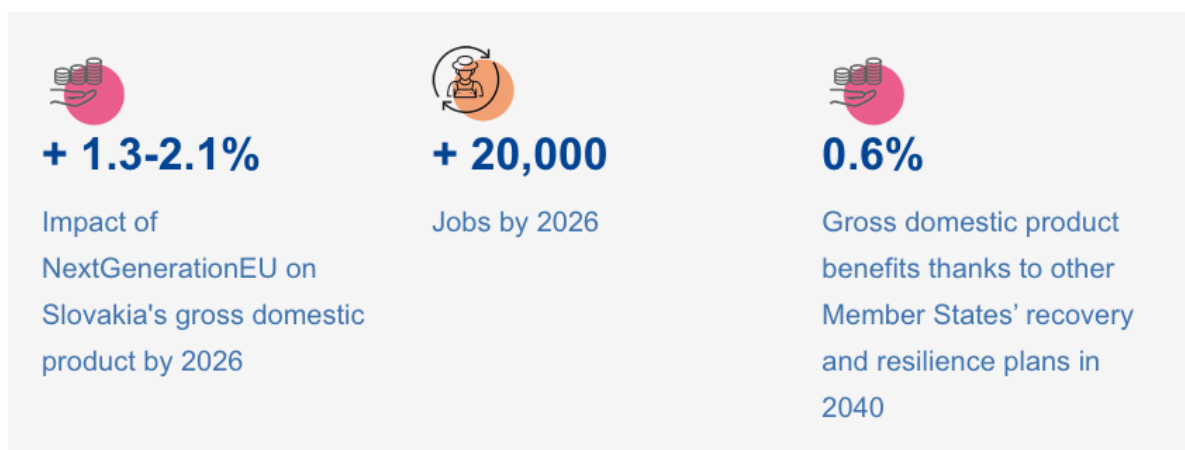 + 1.3-2.1%
Impact of
NextGenerationEU on
Slovakia's gross domestic
product by 2026
+ 20,000
Jobs by 2026
0.6%
Gross domestic product
benefits thanks to other
Member States’ recovery
and resilience plans in
2040